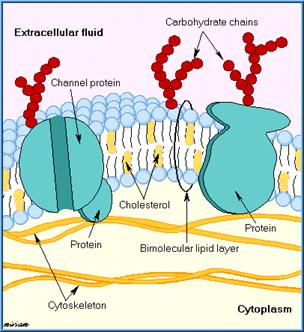 Carbohydrate chains
Extracellular fluid
Channel protein
Cholesterol
Protein
Protein
Bimolecular lipid layer
Cytoskeleton
Cytoplasm